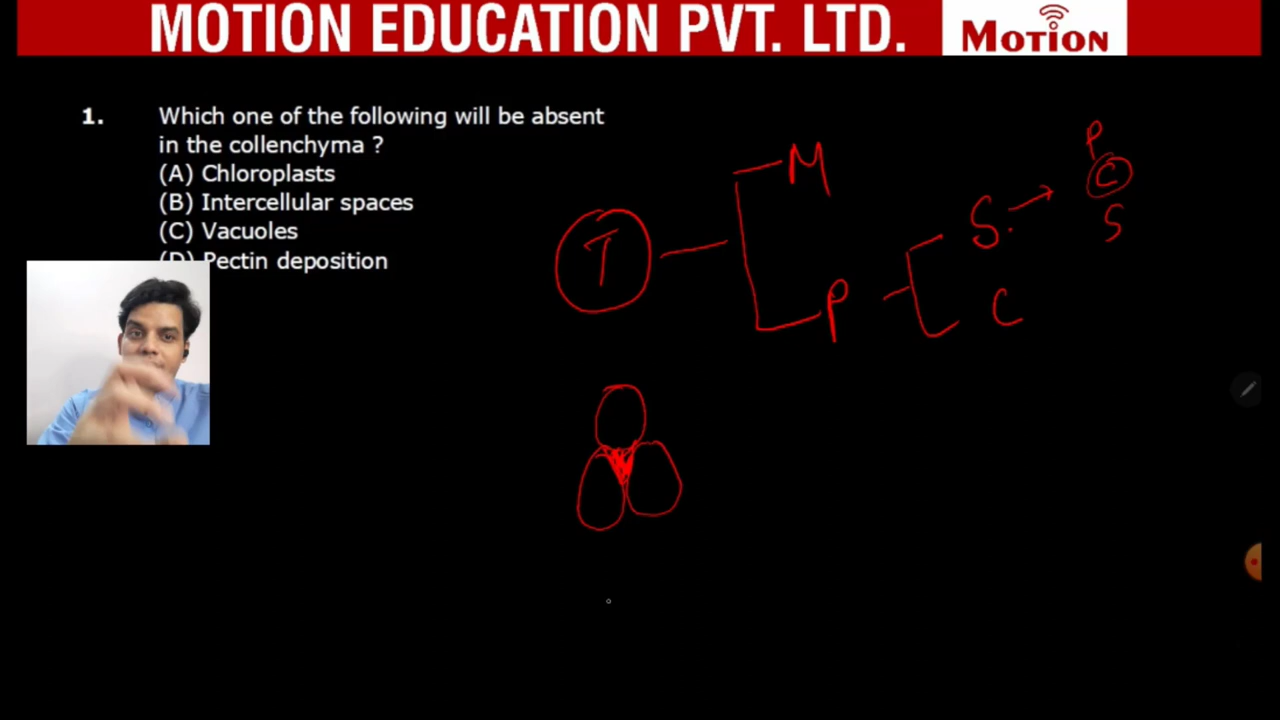 MOTION EDUCATION PVT. LTD.
MOTION
1. Which one of the following will be absent
in the collenchyma ?
(A) Chloroplasts
(B) Intercellular spaces
(C) Vacuoles
(D) Pectin deposition
T
M
P
S
C
P
C
S